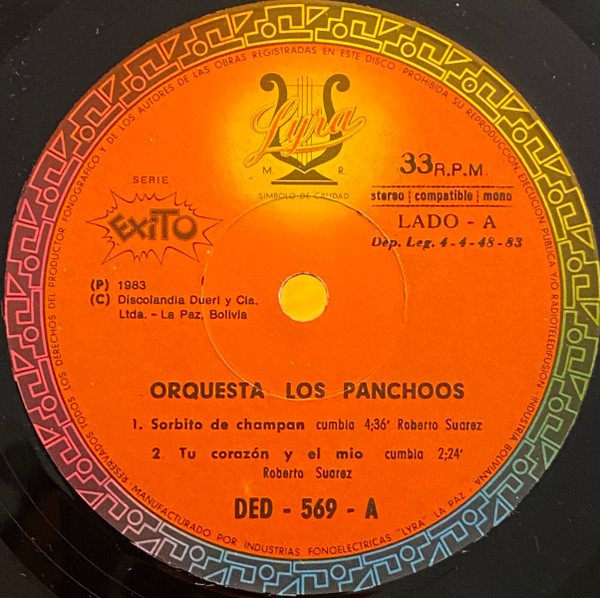 RESERVADOS TODOS LOS DERECHOS DEL PRODUCTOR FONOGRAFICO Y DE LOS AUTORES DE LAS OBRAS REGISTRADAS EN ESTE DISCO - PROHIBIDA SU REPRODUCCION, EJECUCION PUBLICA Y/O RADIOTELEDIFUSION - INDUSTRIA BOLIVIANA
Lyra
M. R.
SIMBOLO DE CALIDAD
SERIE
EXITO
33 R.P.M.
stereo compatible mono
LADO - A
Dep. Leg. 4-4-48-83
(P) 1983
(C) Discolandia Dueri y Cia.
Ltda. - La Paz, Bolivia
ORQUESTA LOS PANCHOOS
1. Sorbito de champan cumbia 4;36' Roberto Suarez
2. Tu corazón y el mio cumbia 2;24'
Roberto Suarez
DED - 569 - A
MANUFACTURADO POR INDUSTRIAS FONOELECTRICAS "LYRA" LA PAZ -